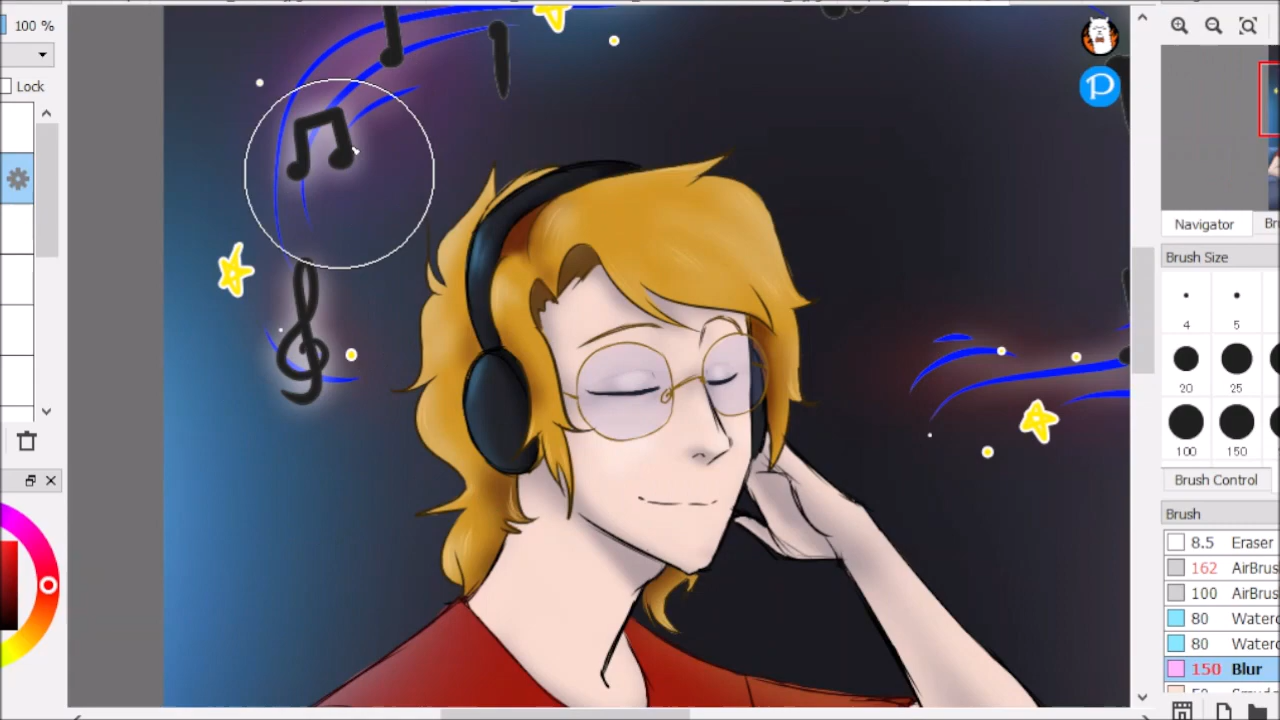 100 %
Lock
P
Navigator
Br
Brush Size
4 5
20 25
100 150
Brush Control
Brush
8.5 Eraser
162 AirBrus
100 AirBrus
80 Waterc
80 Waterc
150 Blur